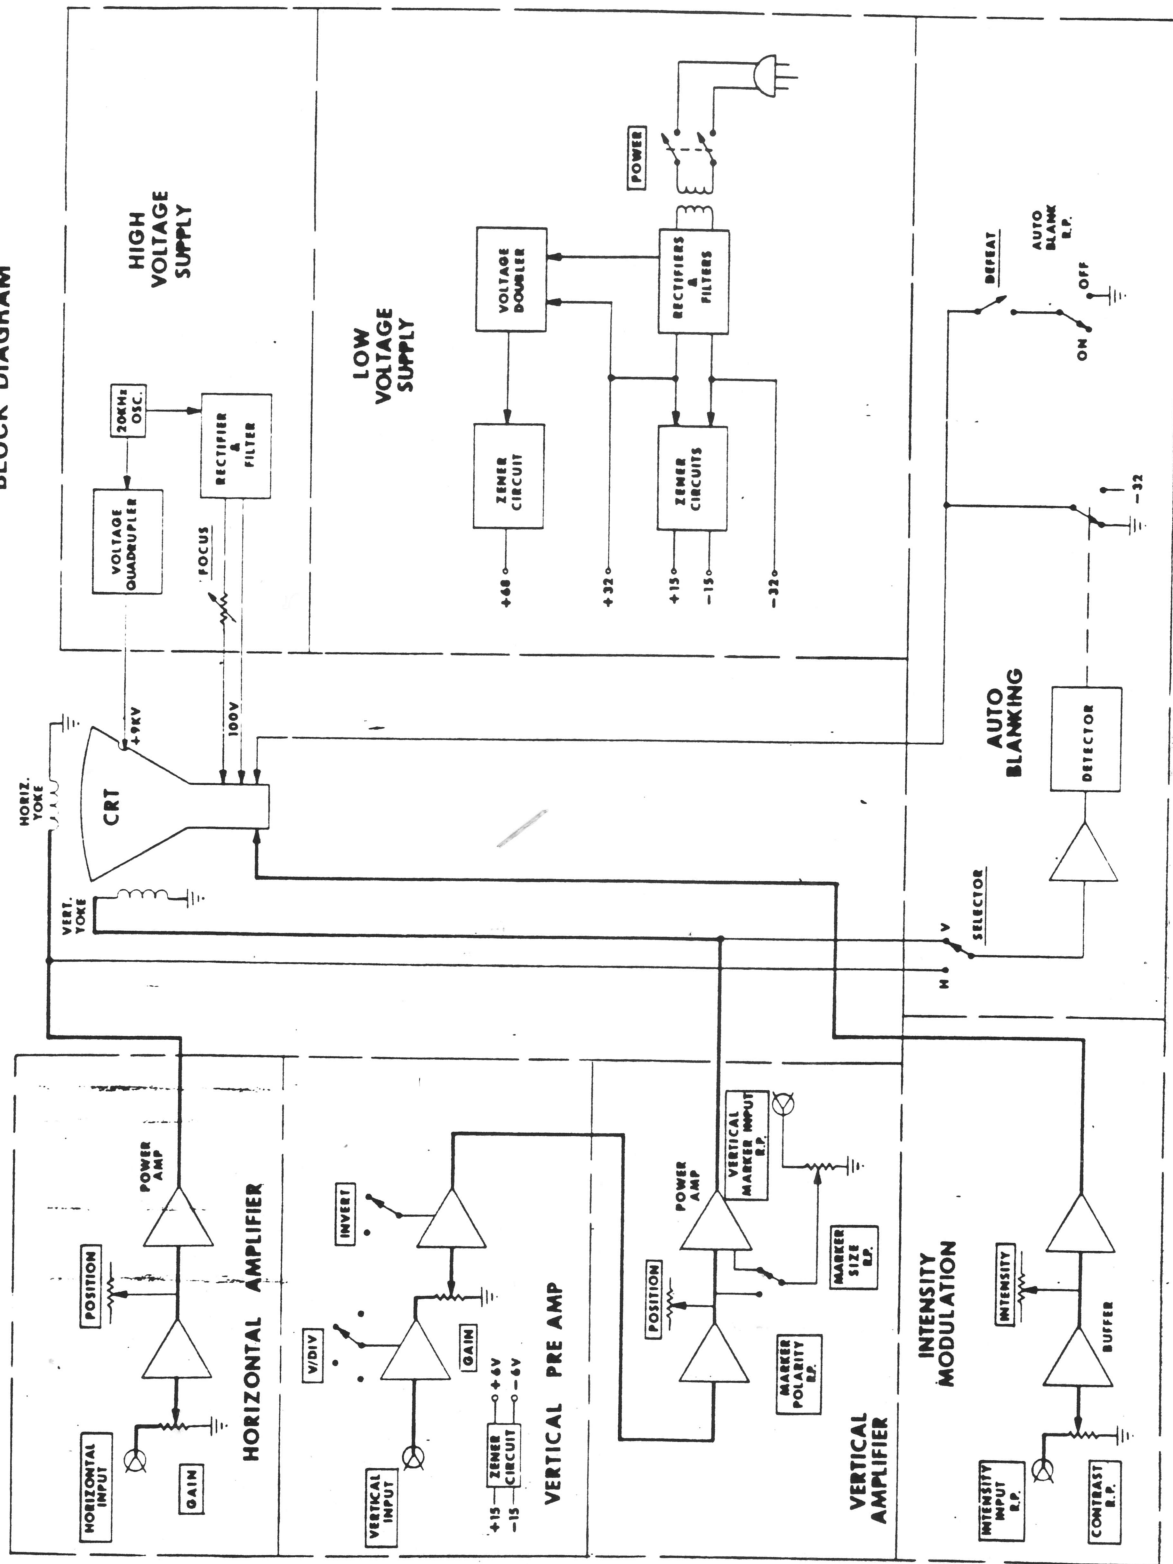 BLOCK DIAGRAM
HORIZONTAL
INPUT
GAIN
POSITION
POWER
AMP
HORIZONTAL AMPLIFIER
HORIZ.
YOKE
VERT.
YOKE
CRT
+9KV
100V
VOLTAGE
QUADRUPLER
20KHz
OSC.
RECTIFIER
&
FILTER
FOCUS
HIGH
VOLTAGE
SUPPLY
VERTICAL
INPUT
V/DIV
GAIN
INVERT
+15
-15
ZENER
CIRCUIT
+6V
-6V
VERTICAL PRE AMP
LOW
VOLTAGE
SUPPLY
+68
+32
+15
-15
-32
ZENER
CIRCUIT
ZENER
CIRCUITS
VOLTAGE
DOUBLER
RECTIFIERS
&
FILTERS
POWER
POSITION
POWER
AMP
VERTICAL
MARKER INPUT
R.P.
MARKER
SIZE
R.P.
MARKER
POLARITY
R.P.
VERTICAL
AMPLIFIER
INTENSITY
INPUT
R.P.
CONTRAST
R.P.
INTENSITY
BUFFER
INTENSITY
MODULATION
H
V
SELECTOR
DETECTOR
AUTO
BLANKING
-32
DEFEAT
ON
OFF
AUTO
BLANK
R.P.